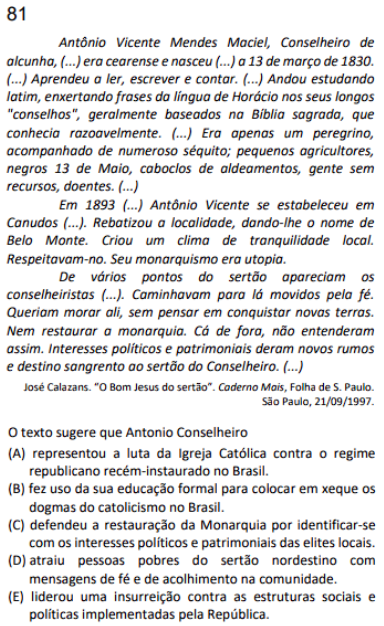 81
Antônio Vicente Mendes Maciel, Conselheiro de
alcunha, (...) era cearense e nasceu (...) a 13 de março de 1830.
(...) Aprendeu a ler, escrever e contar. (...) Andou estudando
latim, enxertando frases da língua de Horácio nos seus longos
"conselhos", geralmente baseados na Bíblia sagrada, que
conhecia razoavelmente. (...) Era apenas um peregrino,
acompanhado de numeroso séquito; pequenos agricultores,
negros 13 de Maio, caboclos de aldeamentos, gente sem
recursos, doentes. (...)
Em 1893 (...) Antônio Vicente se estabeleceu em
Canudos (...). Rebatizou a localidade, dando-lhe o nome de
Belo Monte. Criou um clima de tranquilidade local.
Respeitavam-no. Seu monarquismo era utopia.
De vários pontos do sertão apareciam os
conselheiristas (...). Caminhavam para lá movidos pela fé.
Queriam morar ali, sem pensar em conquistar novas terras.
Nem restaurar a monarquia. Cá de fora, não entenderam
assim. Interesses políticos e patrimoniais deram novos rumos
e destino sangrento ao sertão do Conselheiro. (...)
José Calazans. “O Bom Jesus do sertão”. Caderno Mais, Folha de S. Paulo.
São Paulo, 21/09/1997.
O texto sugere que Antonio Conselheiro
(A) representou a luta da Igreja Católica contra o regime
republicano recém-instaurado no Brasil.
(B) fez uso da sua educação formal para colocar em xeque os
dogmas do catolicismo no Brasil.
(C) defendeu a restauração da Monarquia por identificar-se
com os interesses políticos e patrimoniais das elites locais.
(D) atraiu pessoas pobres do sertão nordestino com
mensagens de fé e de acolhimento na comunidade.
(E) liderou uma insurreição contra as estruturas sociais e
políticas implementadas pela República.